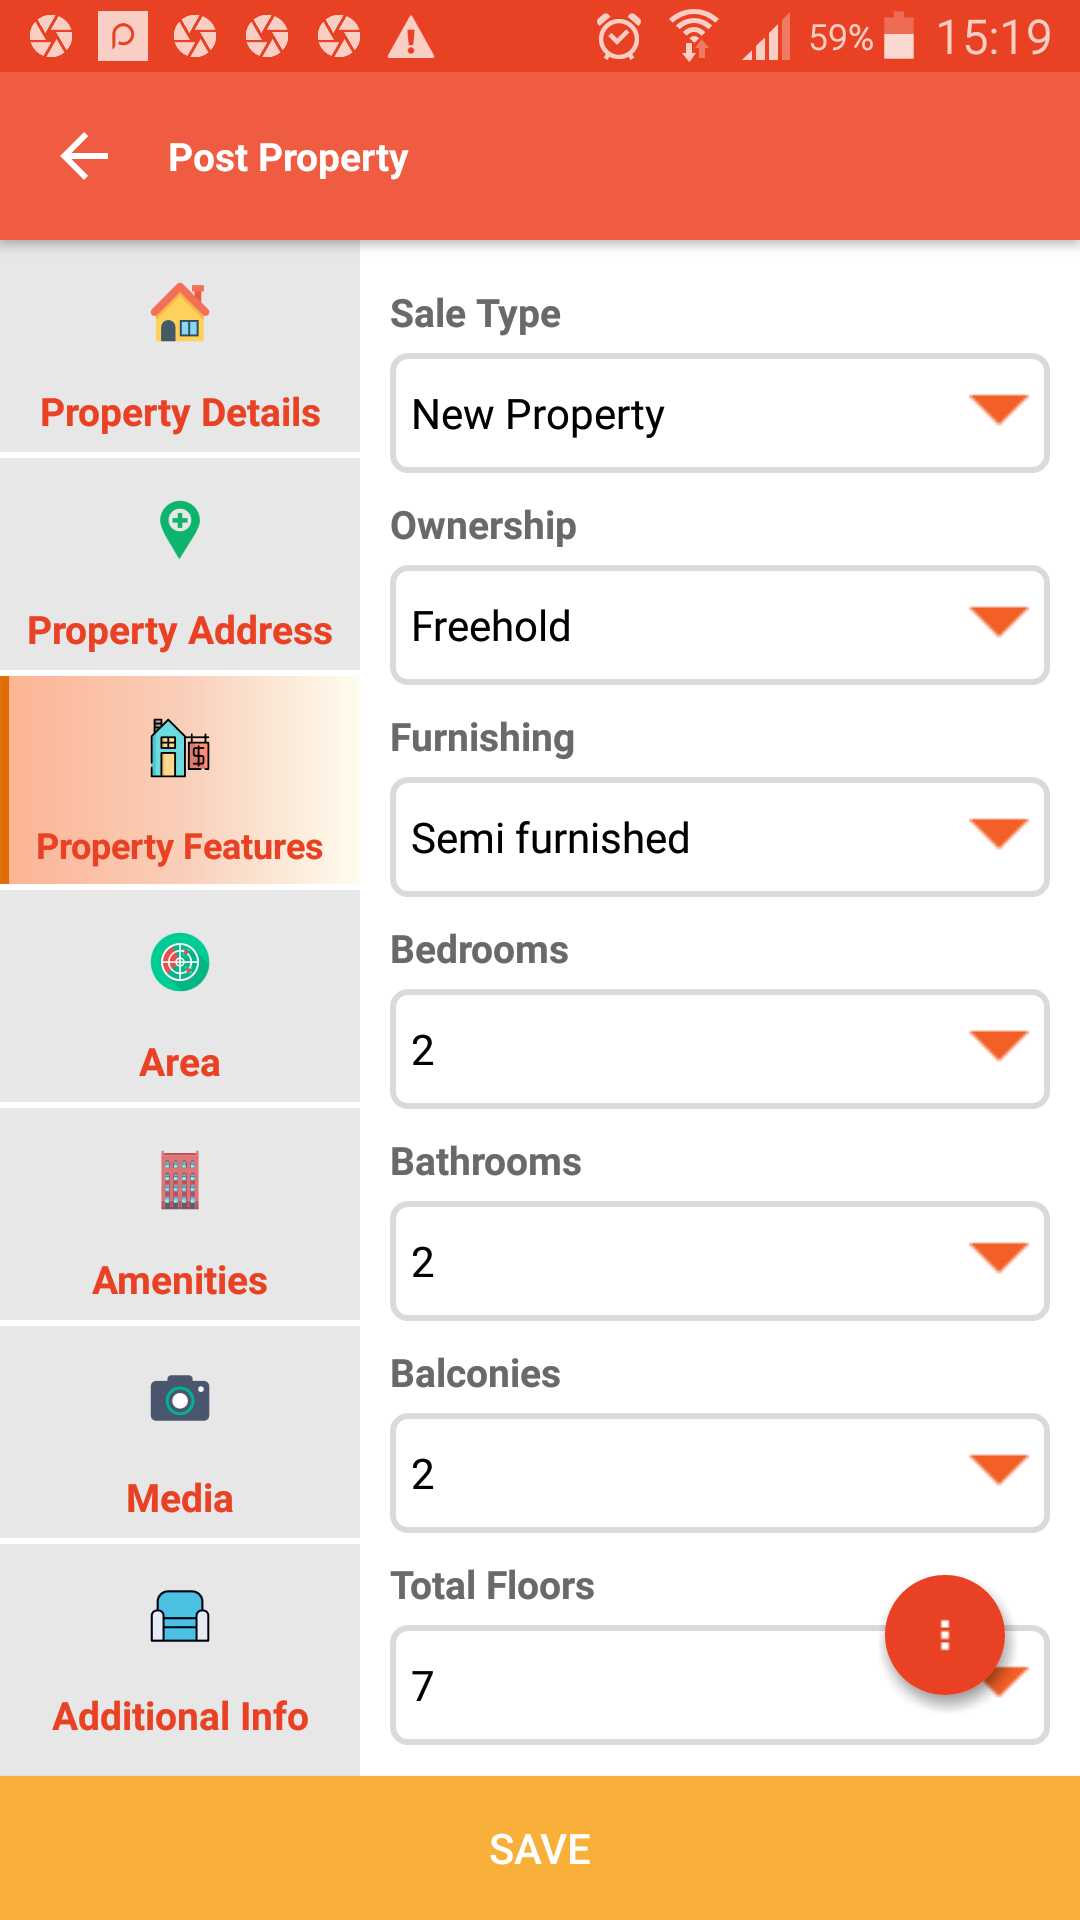 59% 15:19
Post Property
Property Details
Property Address
Property Features
Area
Amenities
Media
Additional Info
Sale Type
New Property
Ownership
Freehold
Furnishing
Semi furnished
Bedrooms
2
Bathrooms
2
Balconies
2
Total Floors
7
SAVE